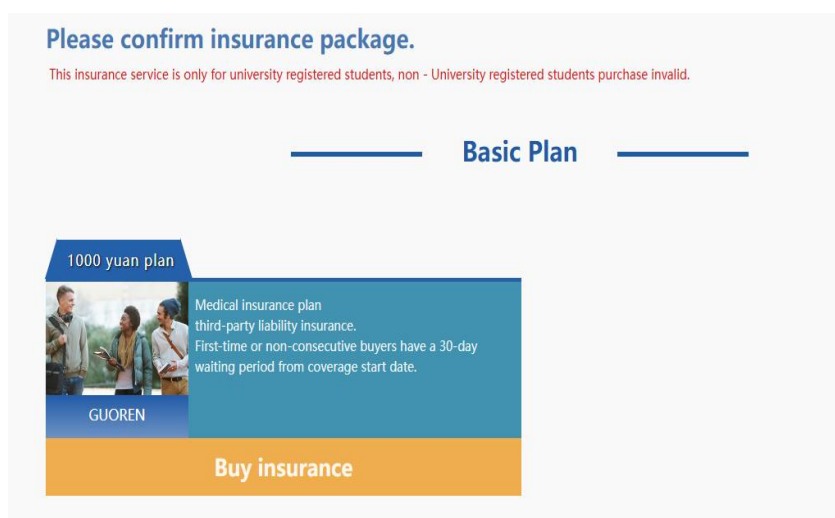 Please confirm insurance package.
This insurance service is only for university registered students, non - University registered students purchase invalid.
Basic Plan
1000 yuan plan
Medical insurance plan
third-party liability insurance.
First-time or non-consecutive buyers have a 30-day
waiting period from coverage start date.
GUOREN
Buy insurance